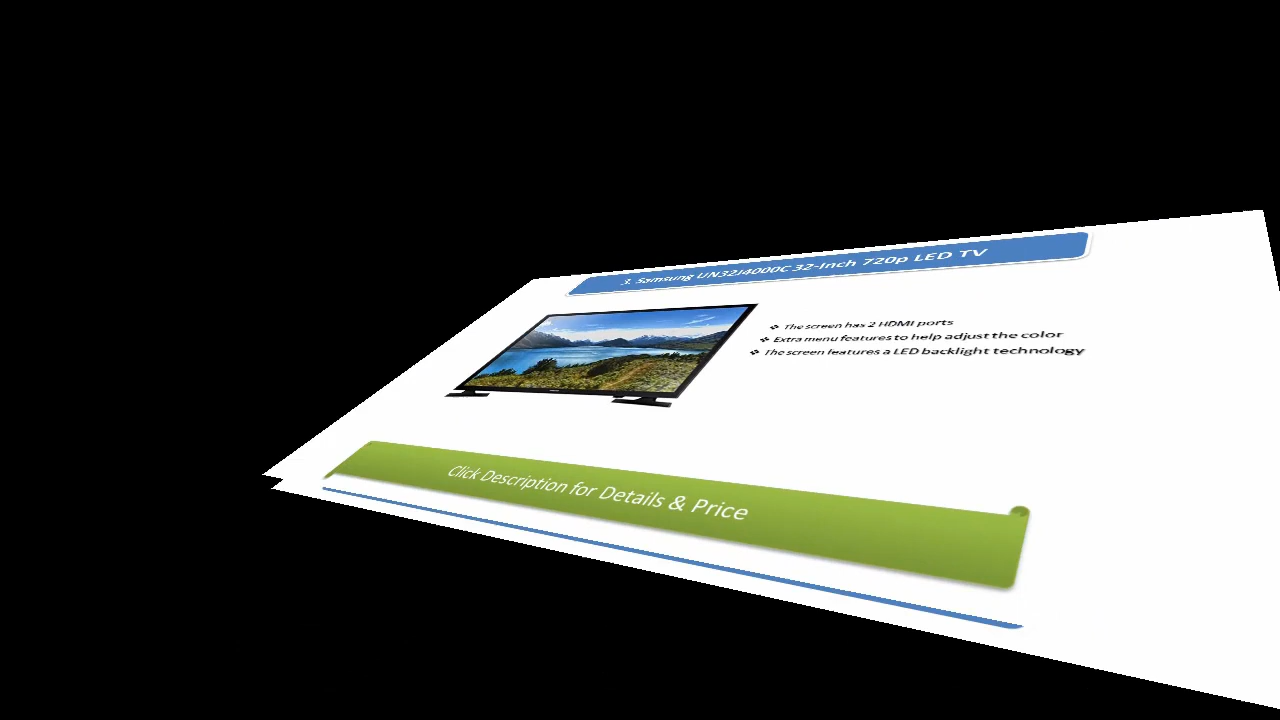 3. Samsung UN32J4000C 32-Inch 720p LED TV
❖ The screen has 2 HDMI ports
❖ Extra menu features to help adjust the color
❖ The screen features a LED backlight technology
Click Description for Details & Price